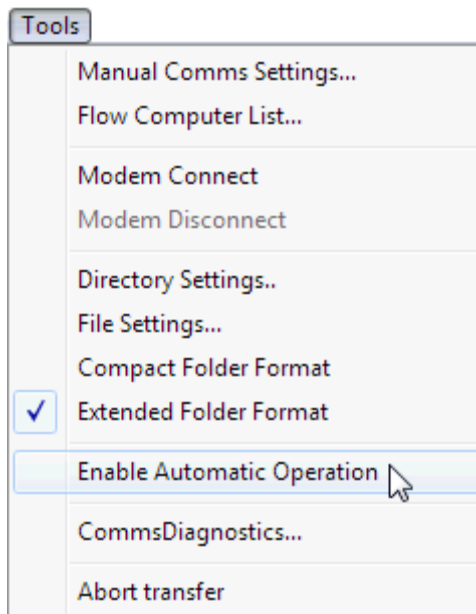 Tools
Manual Comms Settings...
Flow Computer List...
Modem Connect
Modem Disconnect
Directory Settings..
File Settings...
Compact Folder Format
Extended Folder Format
Enable Automatic Operation
CommsDiagnostics...
Abort transfer